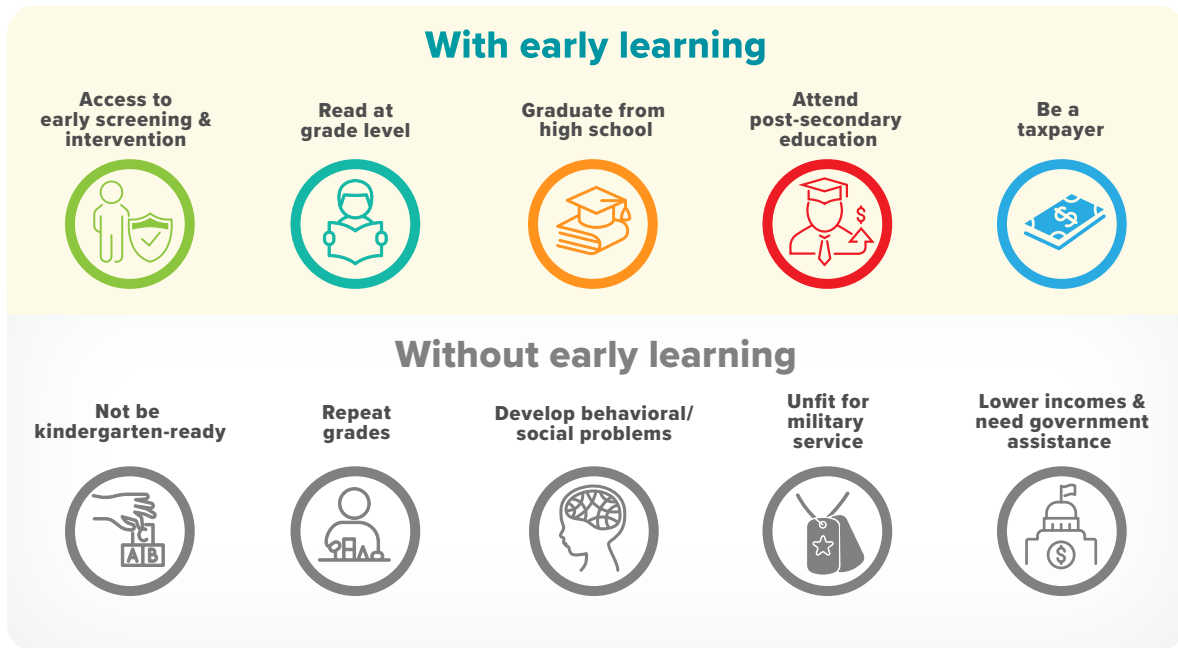 With early learning
Access to
early screening &
intervention
Read at
grade level
Graduate from
high school
Attend
post-secondary
education
Be a
taxpayer
$
$
Without early learning
Not be
kindergarten-ready
Repeat
grades
Develop behavioral/
social problems
Unfit for
military
service
Lower incomes &
need government
assistance
C
A B
$